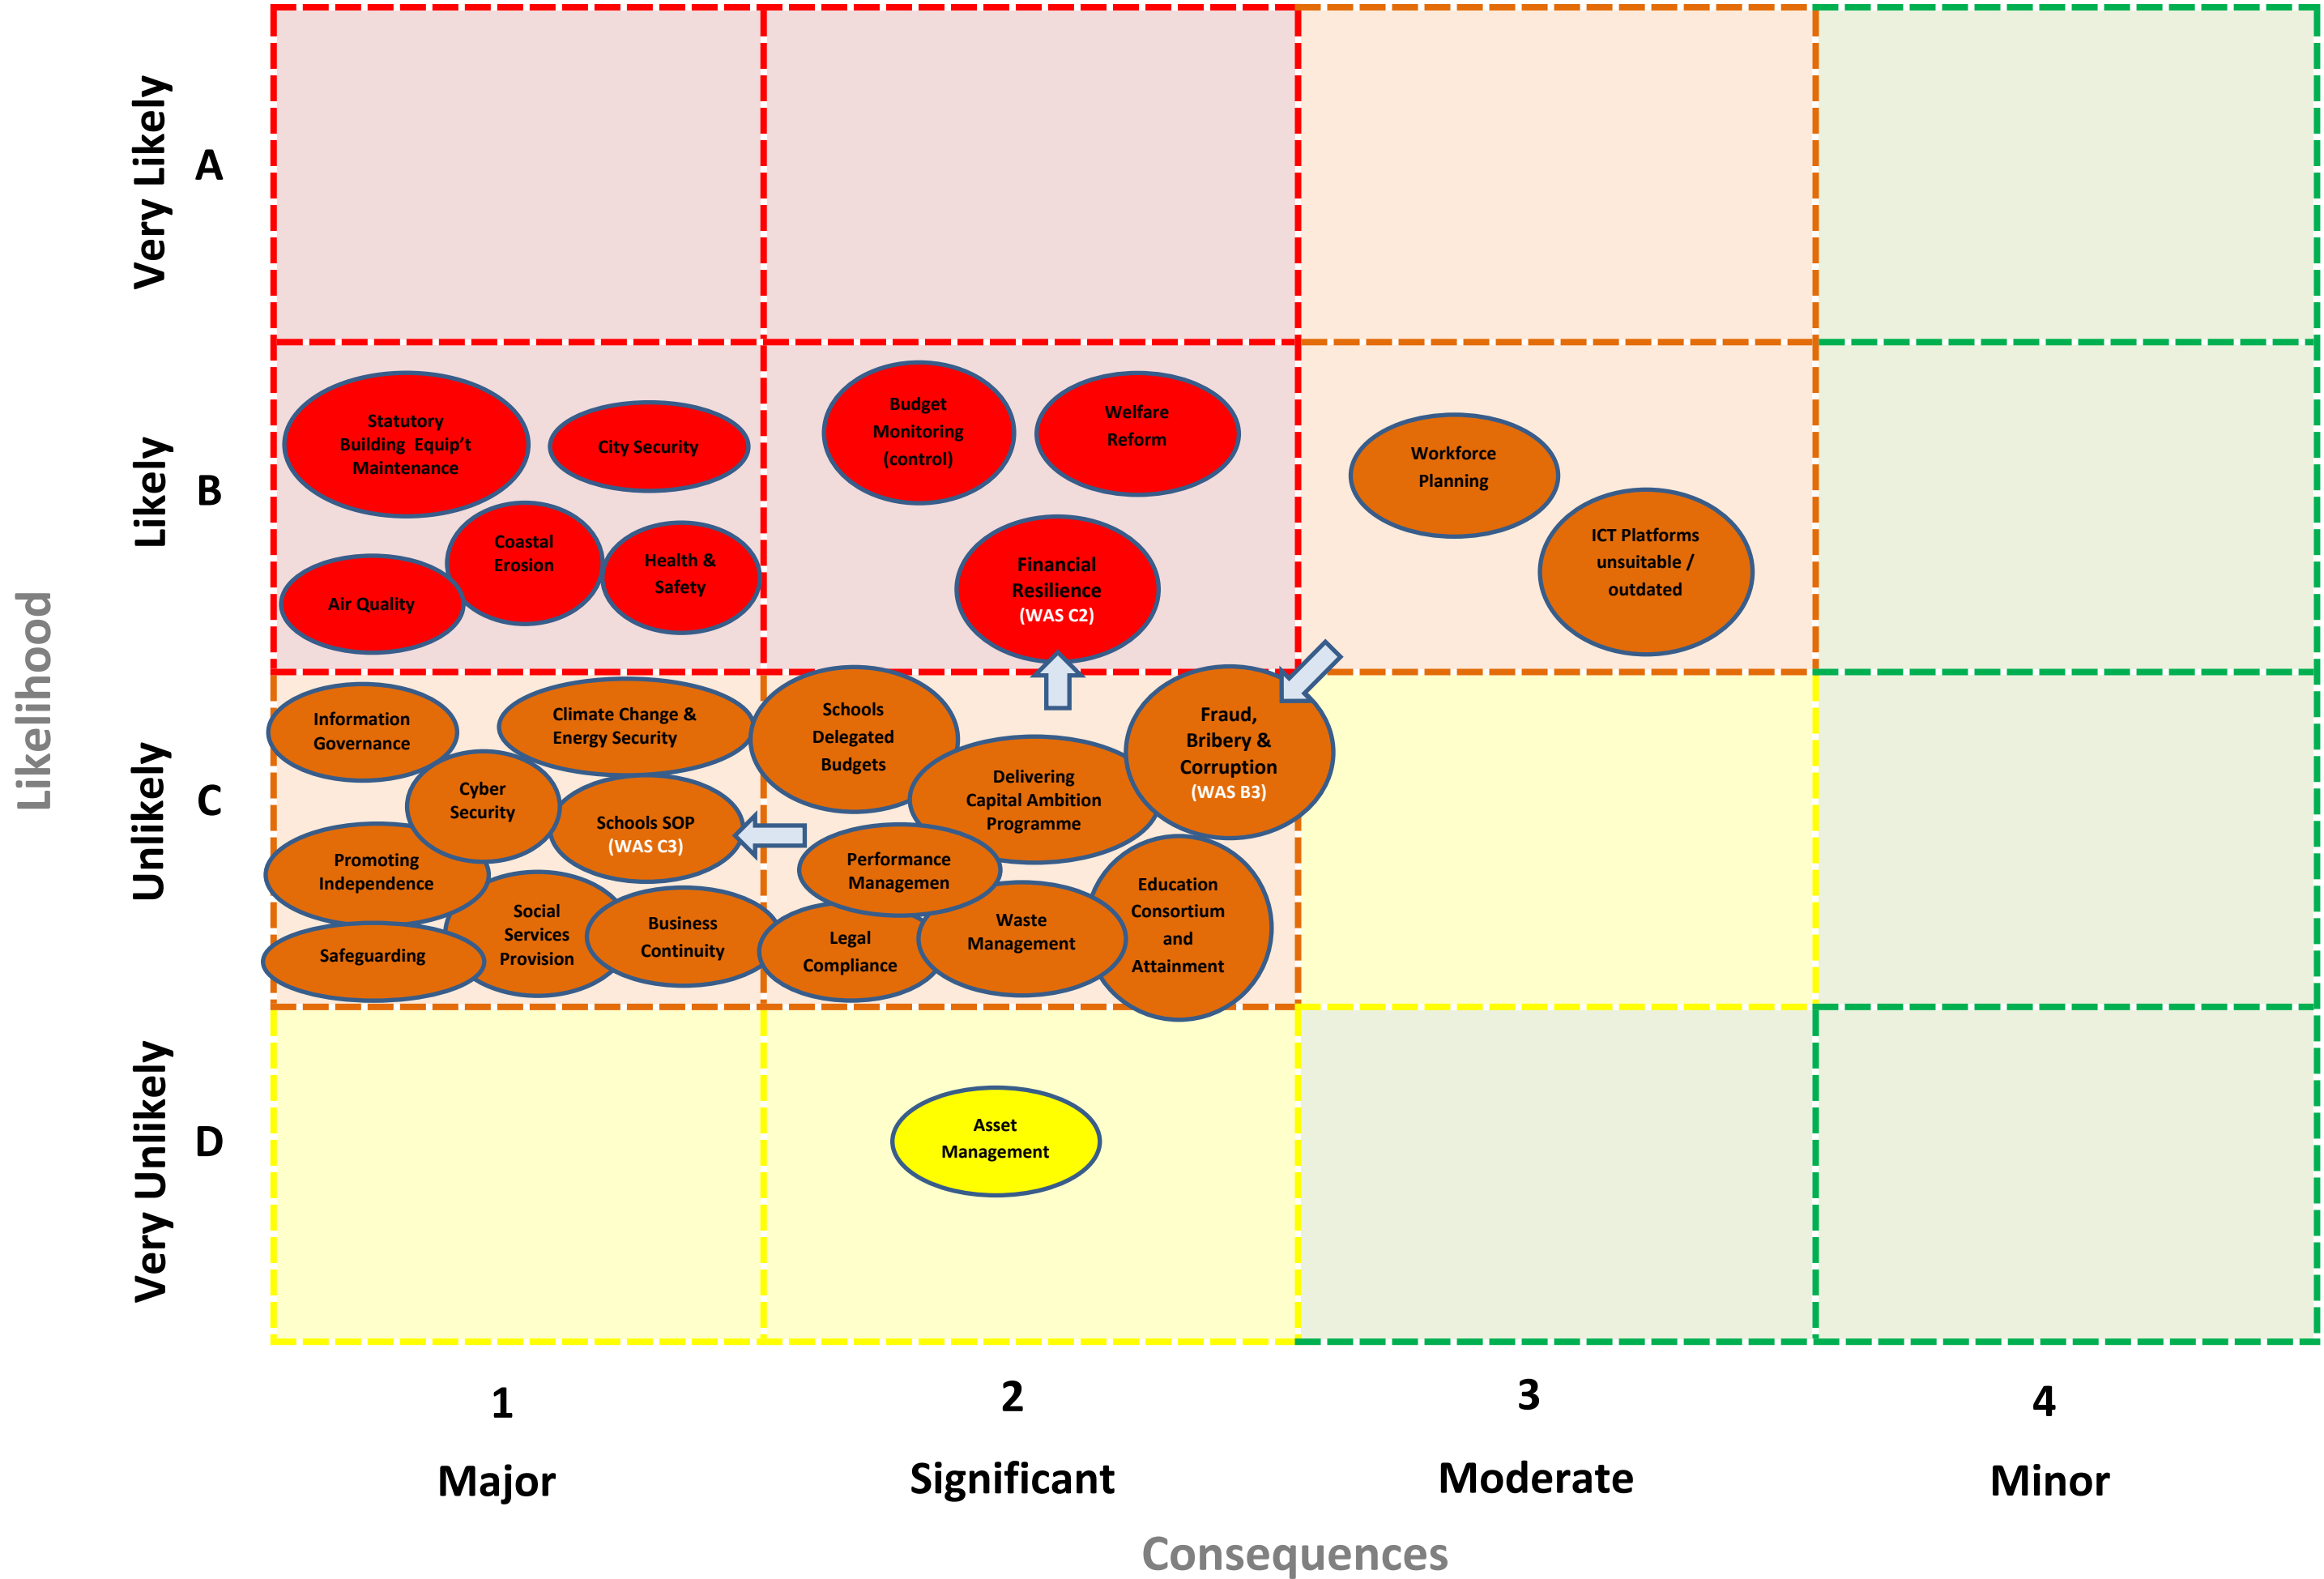 Likelihood
Very Likely
A
Likely
B
Statutory
Building Equip’t
Maintenance
City Security
Coastal
Erosion
Health &
Safety
Air Quality
Budget
Monitoring
(control)
Welfare
Reform
Financial
Resilience
(WAS C2)
Workforce
Planning
ICT Platforms
unsuitable /
outdated
Unlikely
C
Information
Governance
Climate Change &
Energy Security
Cyber
Security
Schools SOP
(WAS C3)
Promoting
Independence
Social
Services
Provision
Business
Continuity
Safeguarding
Schools
Delegated
Budgets
Delivering
Capital Ambition
Programme
Fraud,
Bribery &
Corruption
(WAS B3)
Performance
Managemen
Legal
Compliance
Waste
Management
Education
Consortium
and
Attainment
Very Unlikely
D
Asset
Management
1
2
3
4
Major
Significant
Moderate
Minor
Consequences